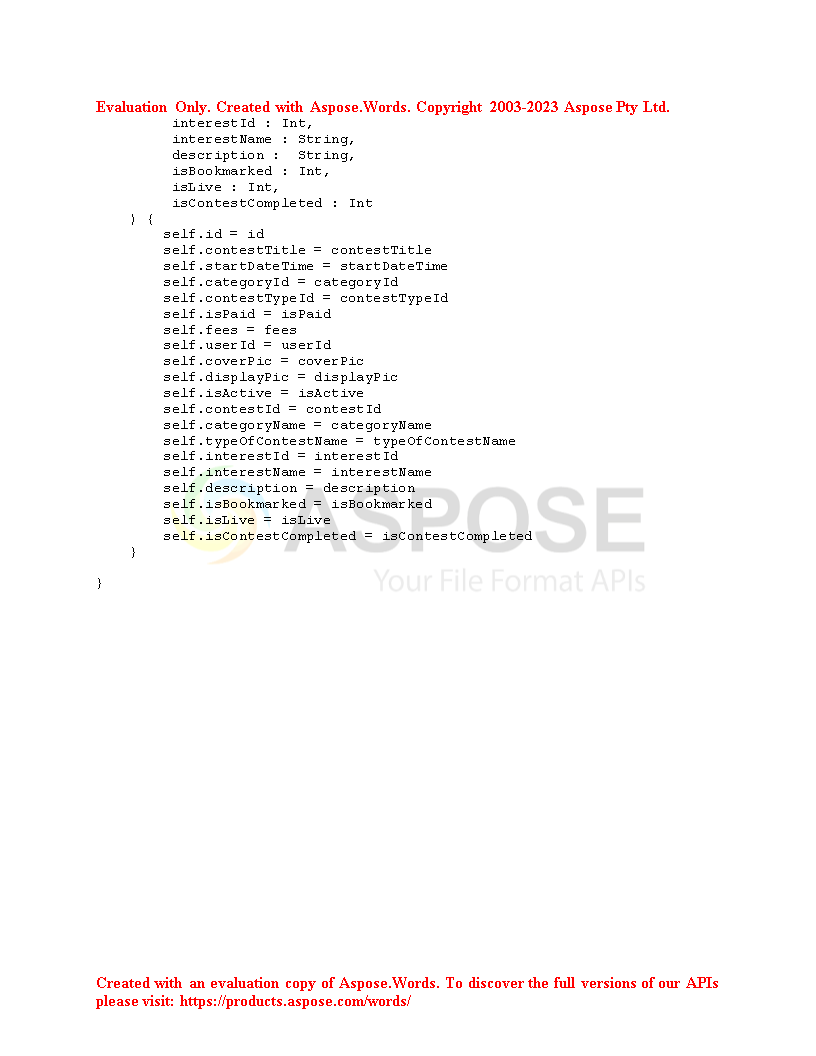 Evaluation Only. Created with Aspose.Words. Copyright 2003-2023 Aspose Pty Ltd.
interestId : Int,
interestName : String,
description :  String,
isBookmarked : Int,
isLive : Int,
isContestCompleted : Int
) {
self.id = id
self.contestTitle = contestTitle
self.startDateTime = startDateTime
self.categoryId = categoryId
self.contestTypeId = contestTypeId
self.isPaid = isPaid
self.fees = fees
self.userId = userId
self.coverPic = coverPic
self.displayPic = displayPic
self.isActive = isActive
self.contestId = contestId
self.categoryName = categoryName
self.typeOfContestName = typeOfContestName
self.interestId = interestId
self.interestName = interestName
self.description = description
self.isBookmarked = isBookmarked
self.isLive = isLive
self.isContestCompleted = isContestCompleted
}
ASPOSE
Your File Format APIs
}
Created with an evaluation copy of Aspose.Words. To discover the full versions of our APIs
please visit: https://products.aspose.com/words/